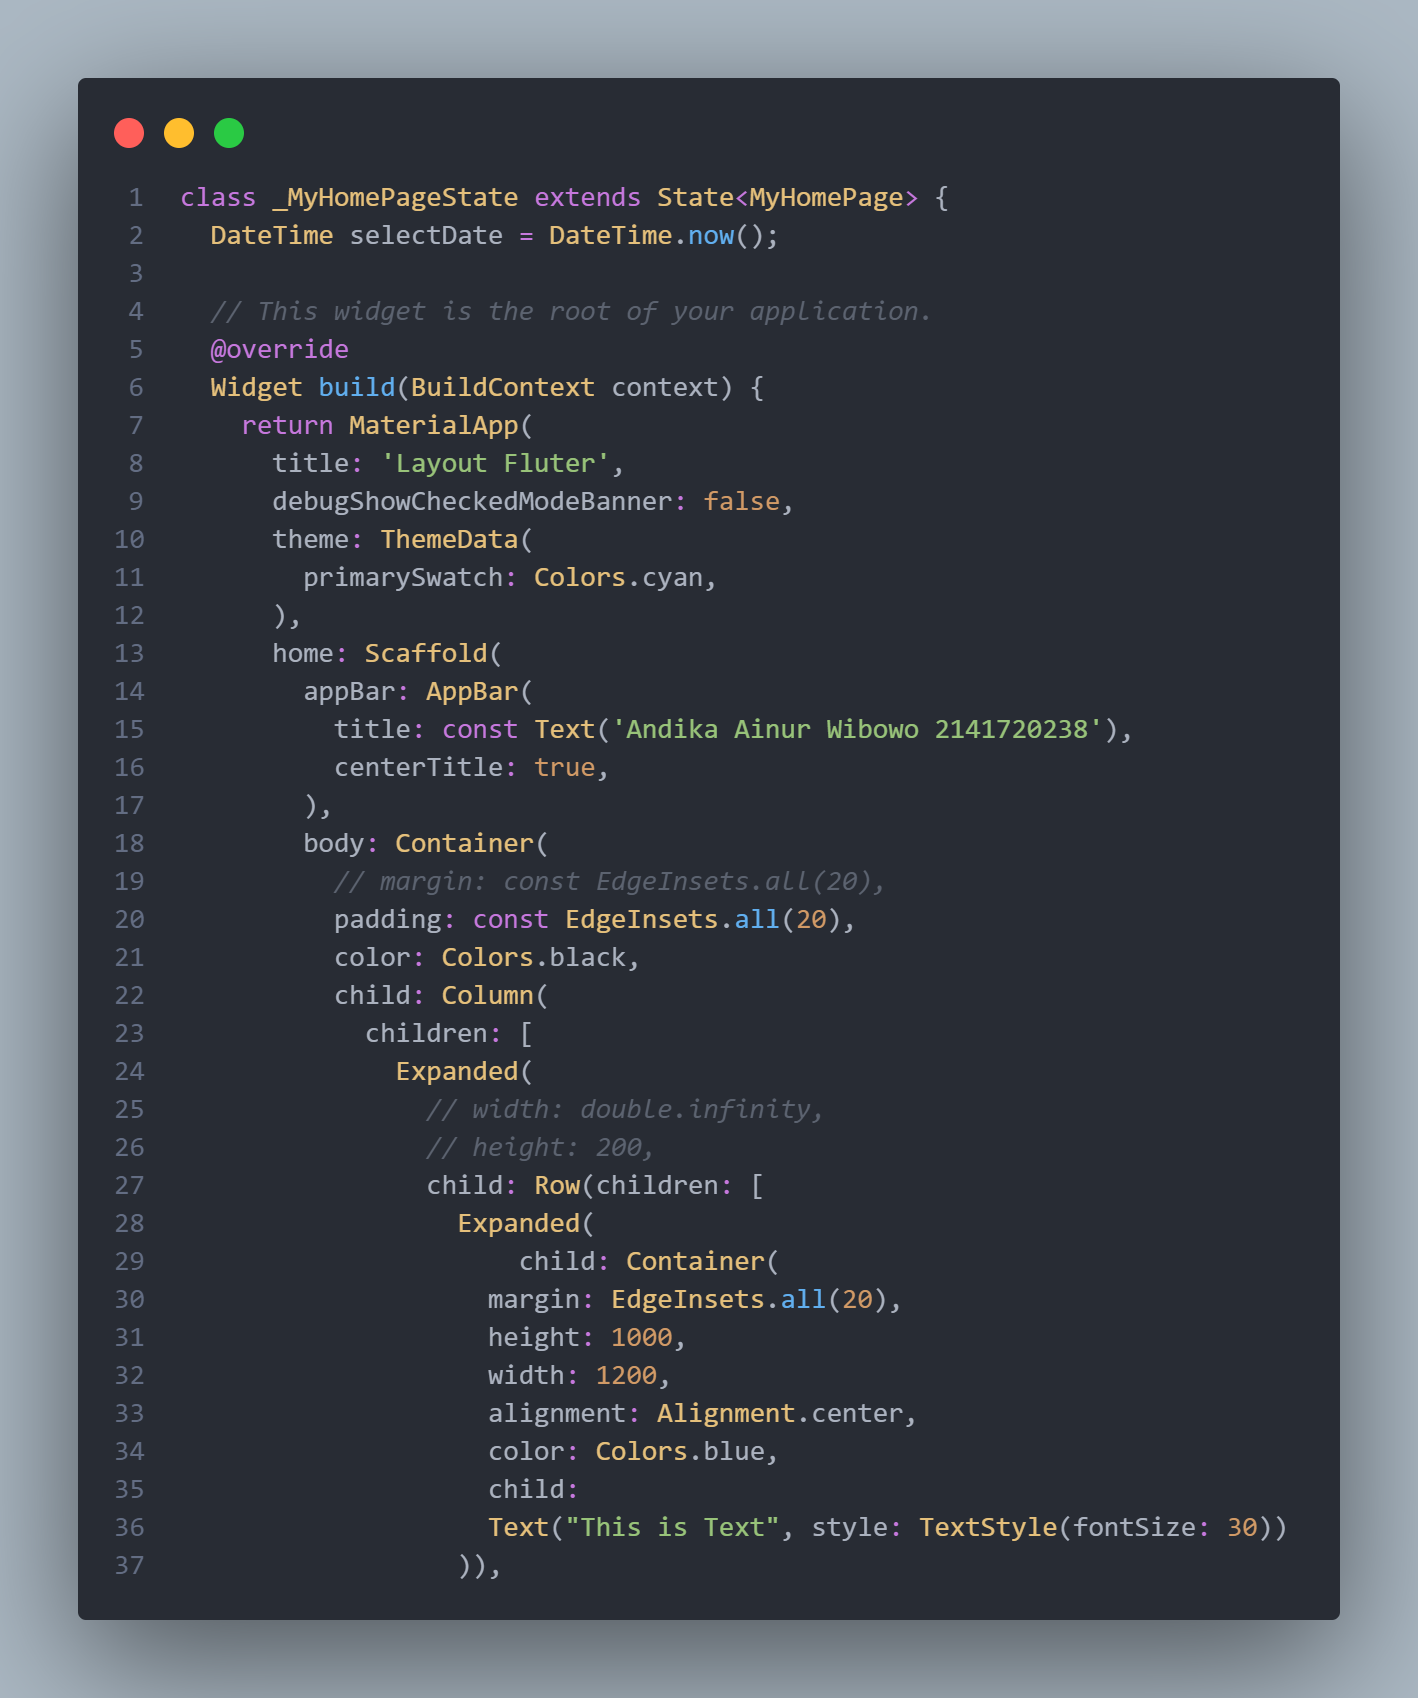 1 class _MyHomePageState extends State<MyHomePage> {
2   DateTime selectDate = DateTime.now();
3
4   // This widget is the root of your application.
5   @override
6   Widget build(BuildContext context) {
7     return MaterialApp(
8       title: 'Layout Fluter',
9       debugShowCheckedModeBanner: false,
10       theme: ThemeData(
11         primarySwatch: Colors.cyan,
12       ),
13       home: Scaffold(
14         appBar: AppBar(
15           title: const Text('Andika Ainur Wibowo 2141720238'),
16           centerTitle: true,
17         ),
18         body: Container(
19           // margin: const EdgeInsets.all(20),
20           padding: const EdgeInsets.all(20),
21           color: Colors.black,
22           child: Column(
23             children: [
24               Expanded(
25                 // width: double.infinity,
26                 // height: 200,
27                 child: Row(children: [
28                   Expanded(
29                       child: Container(
30                     margin: EdgeInsets.all(20),
31                     height: 1000,
32                     width: 1200,
33                     alignment: Alignment.center,
34                     color: Colors.blue,
35                     child:
36                     Text("This is Text", style: TextStyle(fontSize: 30))
37                   )),